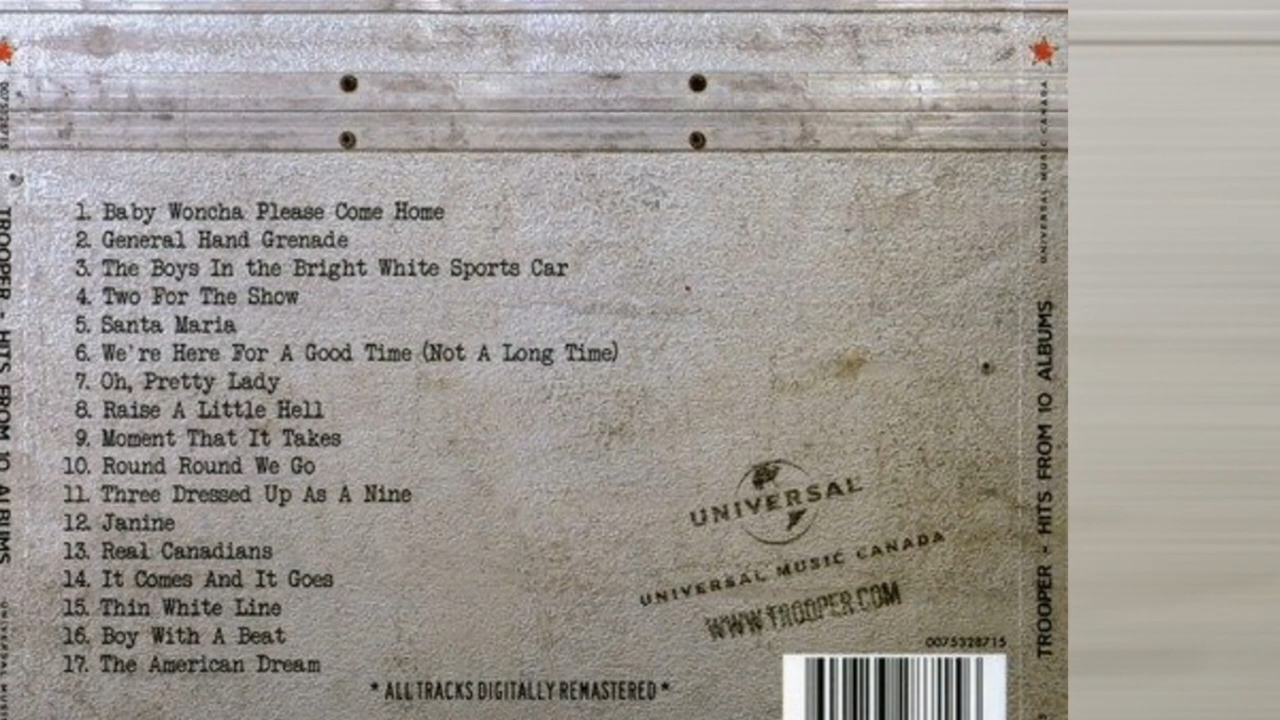 1. Baby Woncha Please Come Home
2. General Hand Grenade
3. The Boys In the Bright White Sports Car
4. Two For The Show
5. Santa Maria
6. We're Here For A Good Time (Not A Long Time)
7. Oh, Pretty Lady
8. Raise A Little Hell
9. Moment That It Takes
10. Round Round We Go
11. Three Dressed Up As A Nine
12. Janine
13. Real Canadians
14. It Comes And It Goes
15. Thin White Line
16. Boy With A Beat
17. The American Dream
* ALL TRACKS DIGITALLY REMASTERED *
UNIVERSAL
UNIVERSAL MUSIC CANADA
WWW.TROOPER.COM
0075328715
TROOPER - HITS FROM 10 ALBUMS
UNIVERSAL MUSIC CANADA
TROOPER - HITS FROM 10 ALBUMS